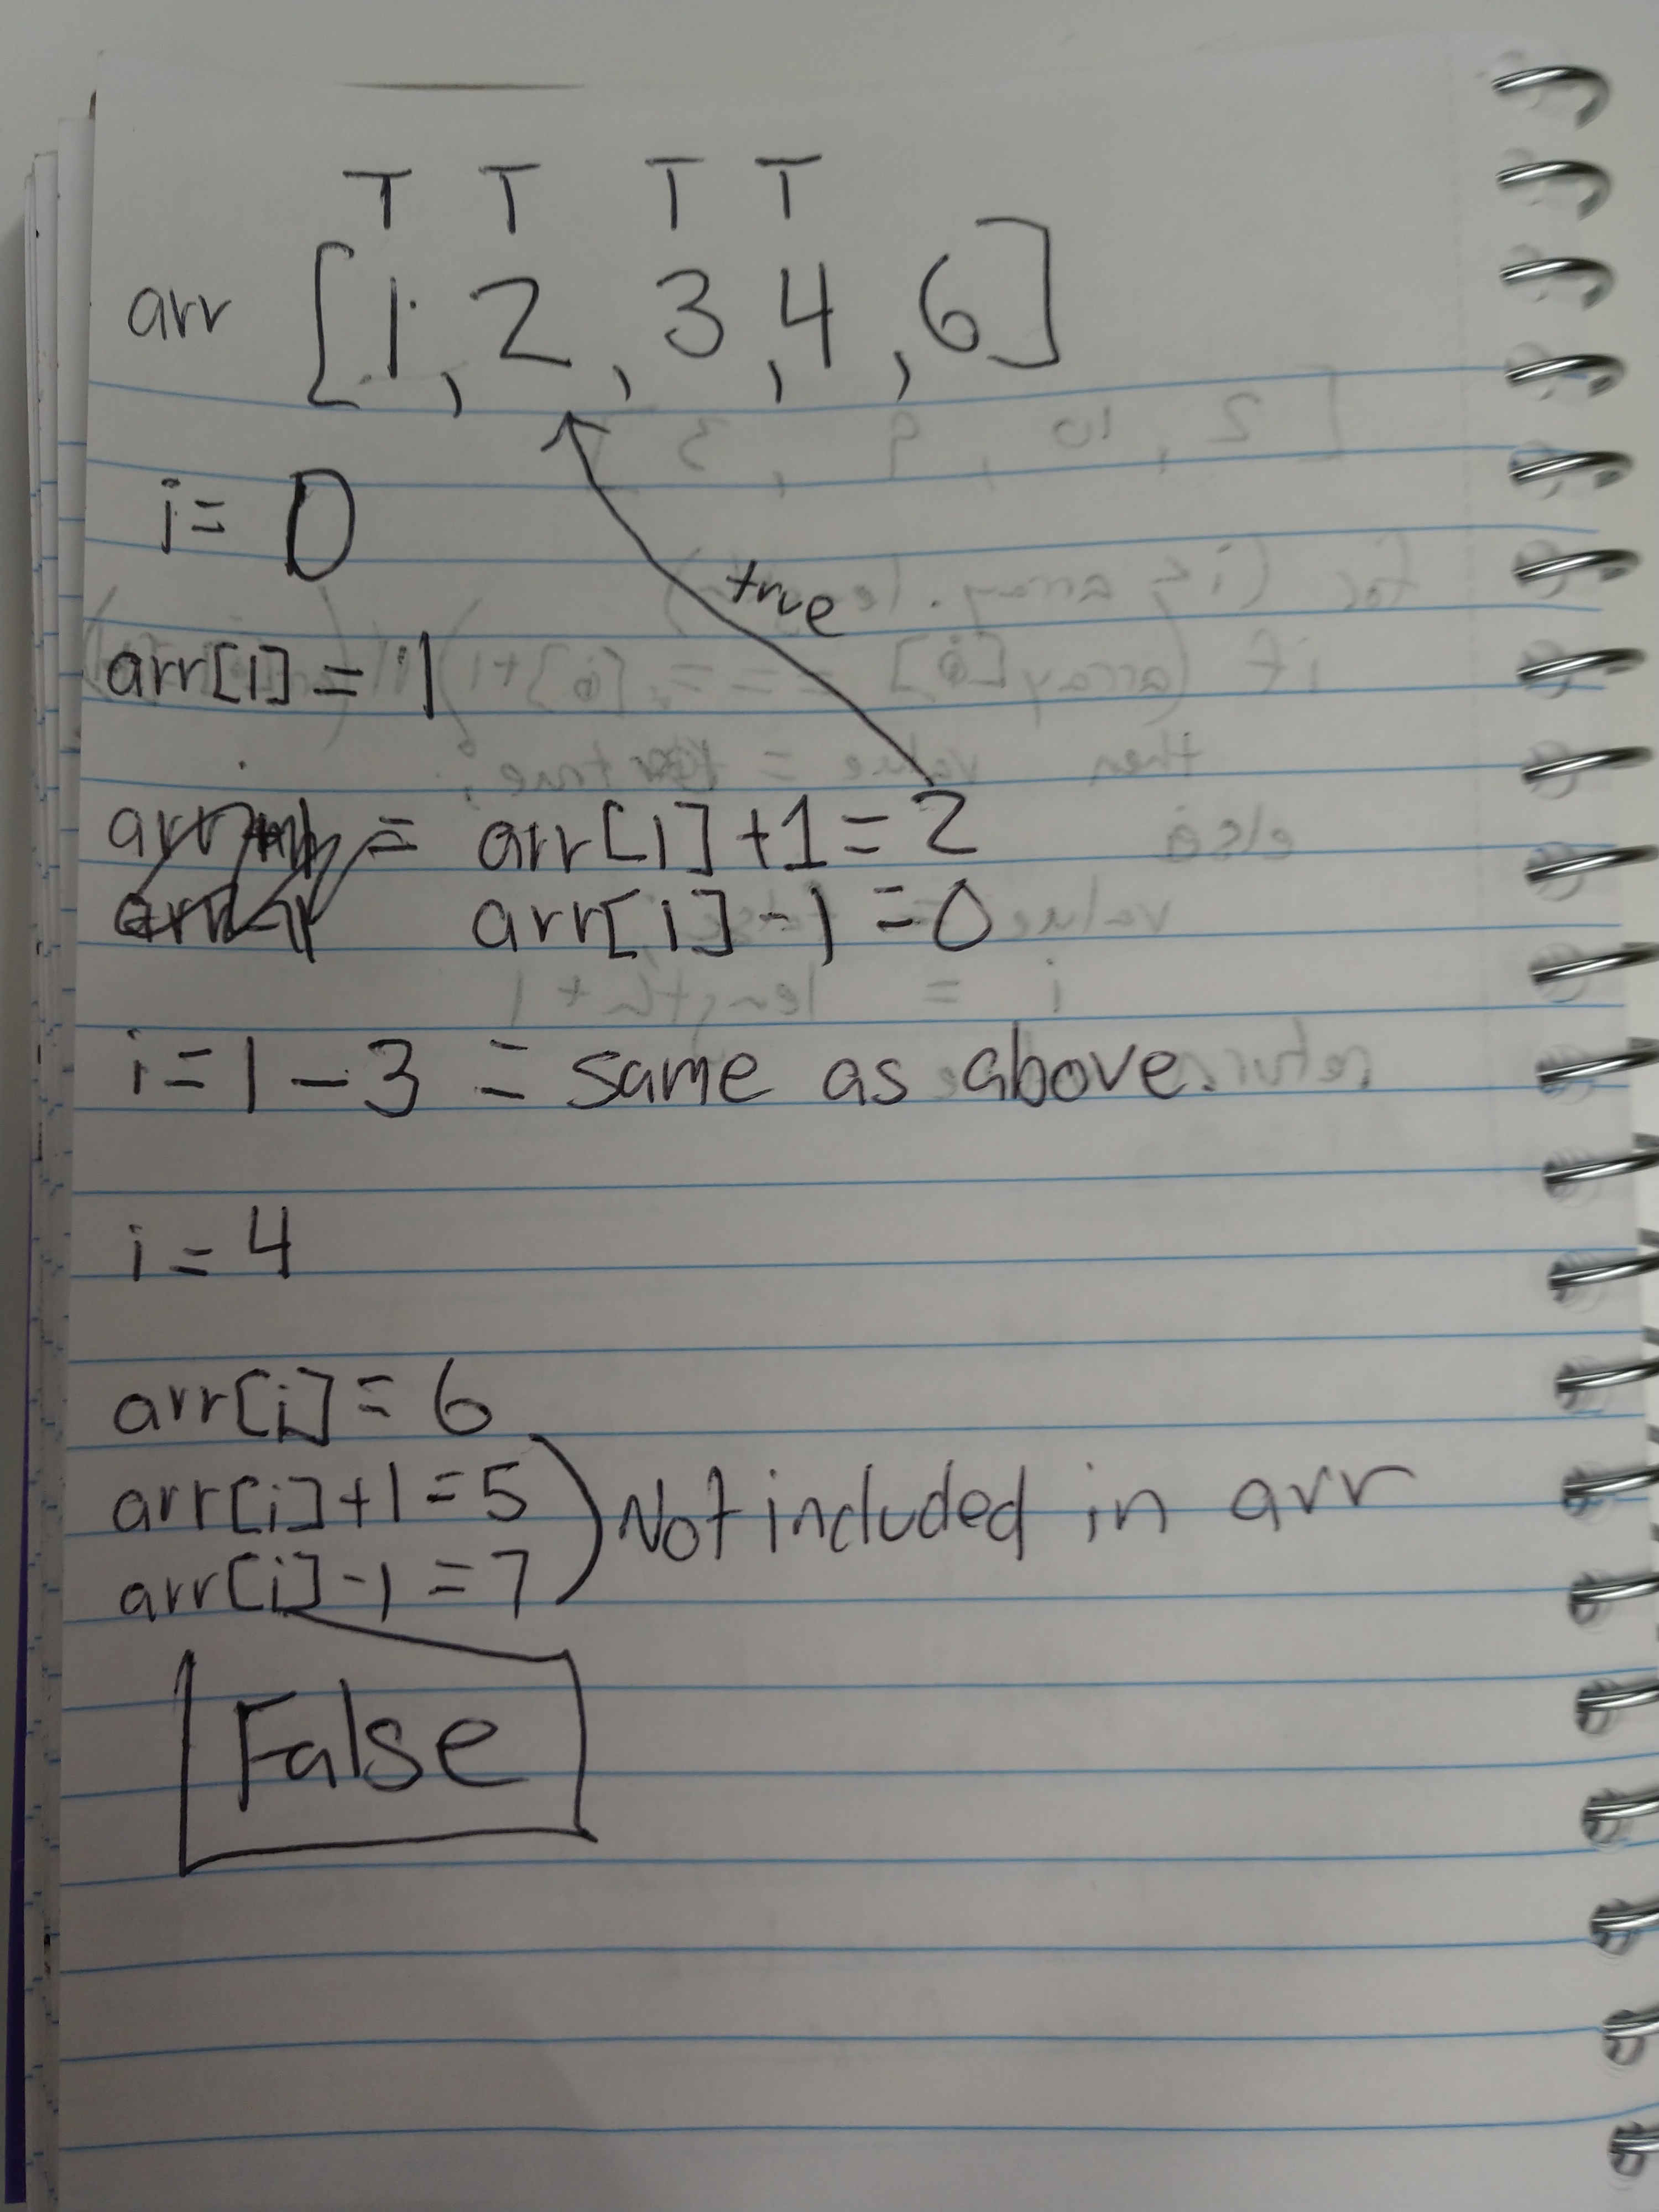 T T T T
arr [1, 2, 3, 4, 6]
i = 0
true
arr[i] = 1
= arr[i] + 1 = 2
arr[i] - 1 = 0
i = 1 - 3 = same as above.
i = 4
arr[i] = 6
arr[i] + 1 = 5
arr[i] - 1 = 7 ) Not included in arr
False